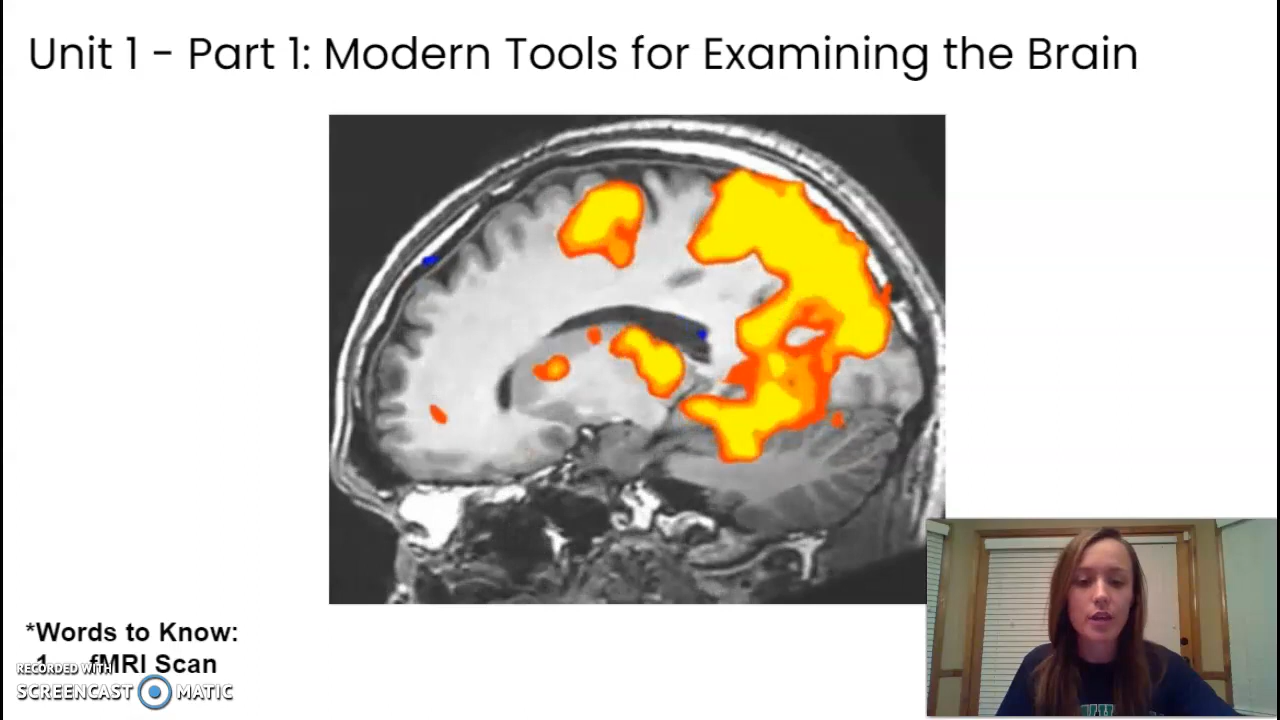 Unit 1 - Part 1: Modern Tools for Examining the Brain
*Words to Know:
1. fMRI Scan
RECORDED WITH
SCREENCAST MATIC